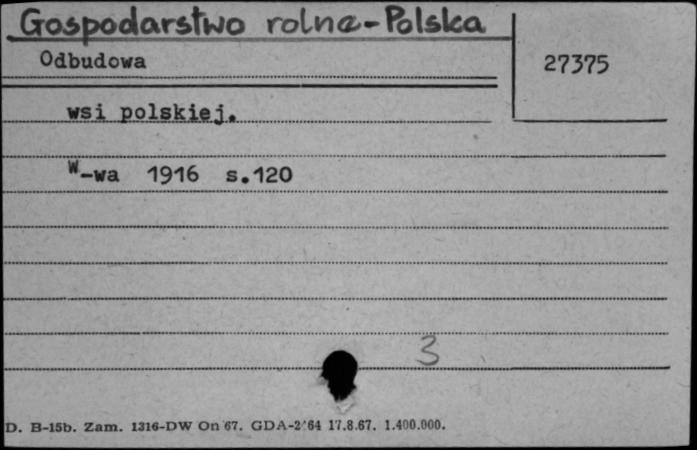 Gospodarstwo rolne-Polska
Odbudowa
27375
wsi polskiej.
W-wa 1916 s.120
3
D. B-15b. Zam. 1316-DW On 67. GDA-2/64 17.8.67. 1.400.000.